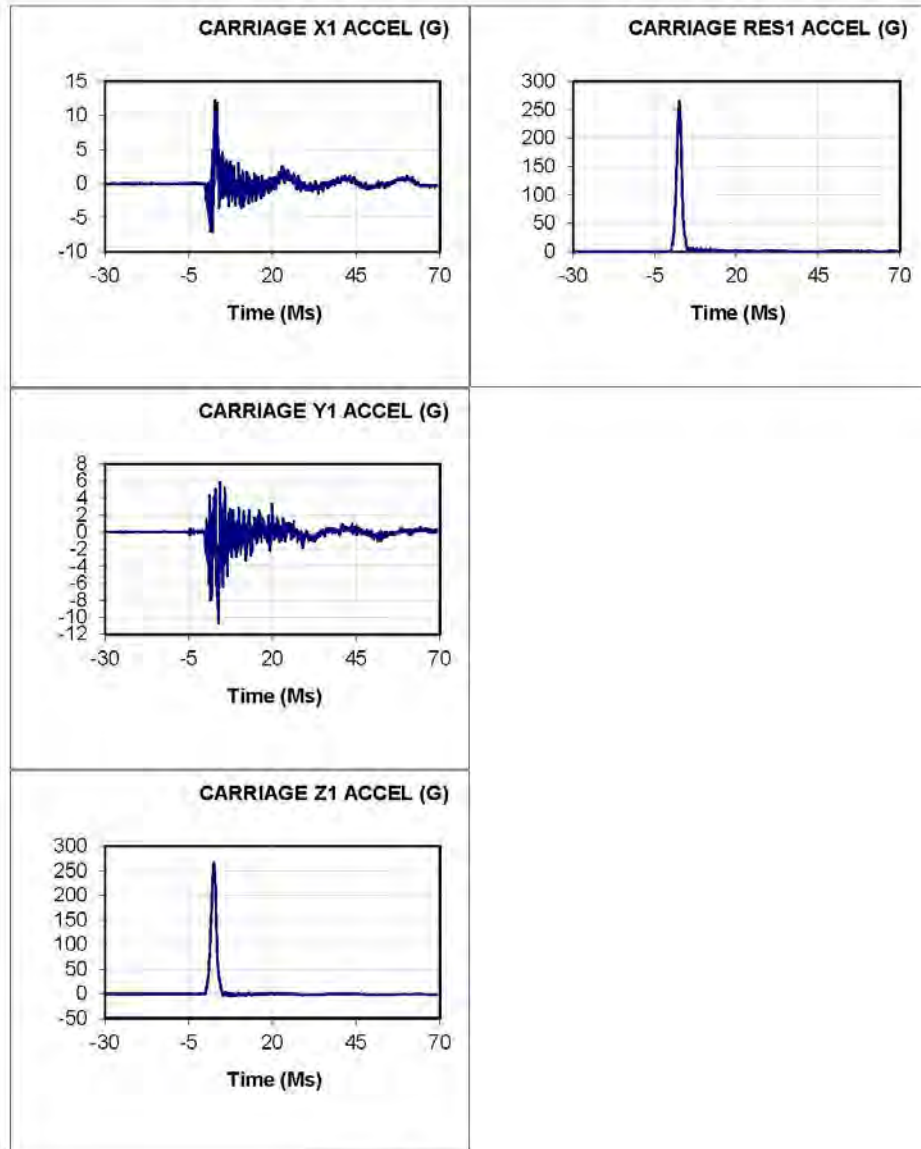 CARRIAGE X1 ACCEL (G)
15
10
5
0
-5
-10
-30 -5 20 45 70
Time (Ms)
CARRIAGE RES1 ACCEL (G)
300
250
200
150
100
50
0
-30 -5 20 45 70
Time (Ms)
CARRIAGE Y1 ACCEL (G)
8
6
4
2
0
-2
-4
-6
-8
-10
-12
-30 -5 20 45 70
Time (Ms)
CARRIAGE Z1 ACCEL (G)
300
250
200
150
100
50
0
-50
-30 -5 20 45 70
Time (Ms)